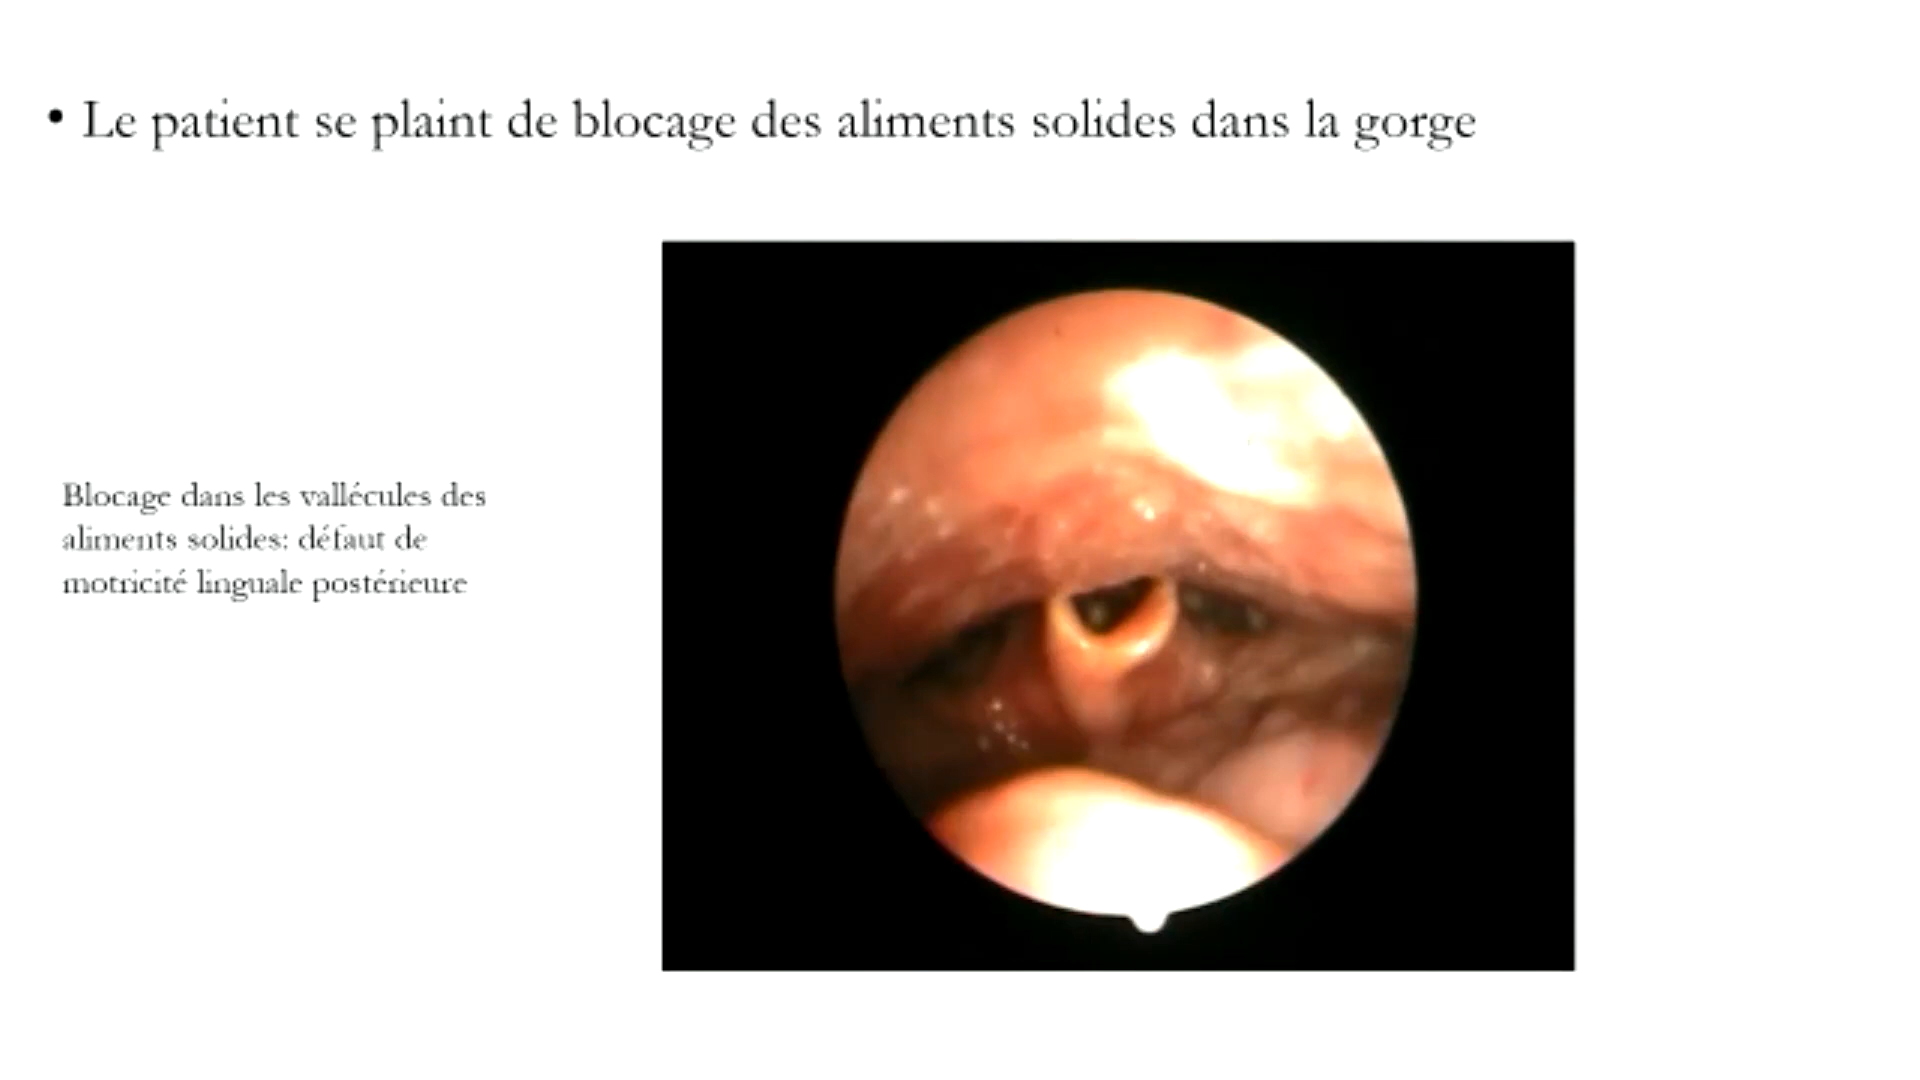 • Le patient se plaint de blocage des aliments solides dans la gorge
Blocage dans les vallécules des
aliments solides: défaut de
motricité linguale postérieure